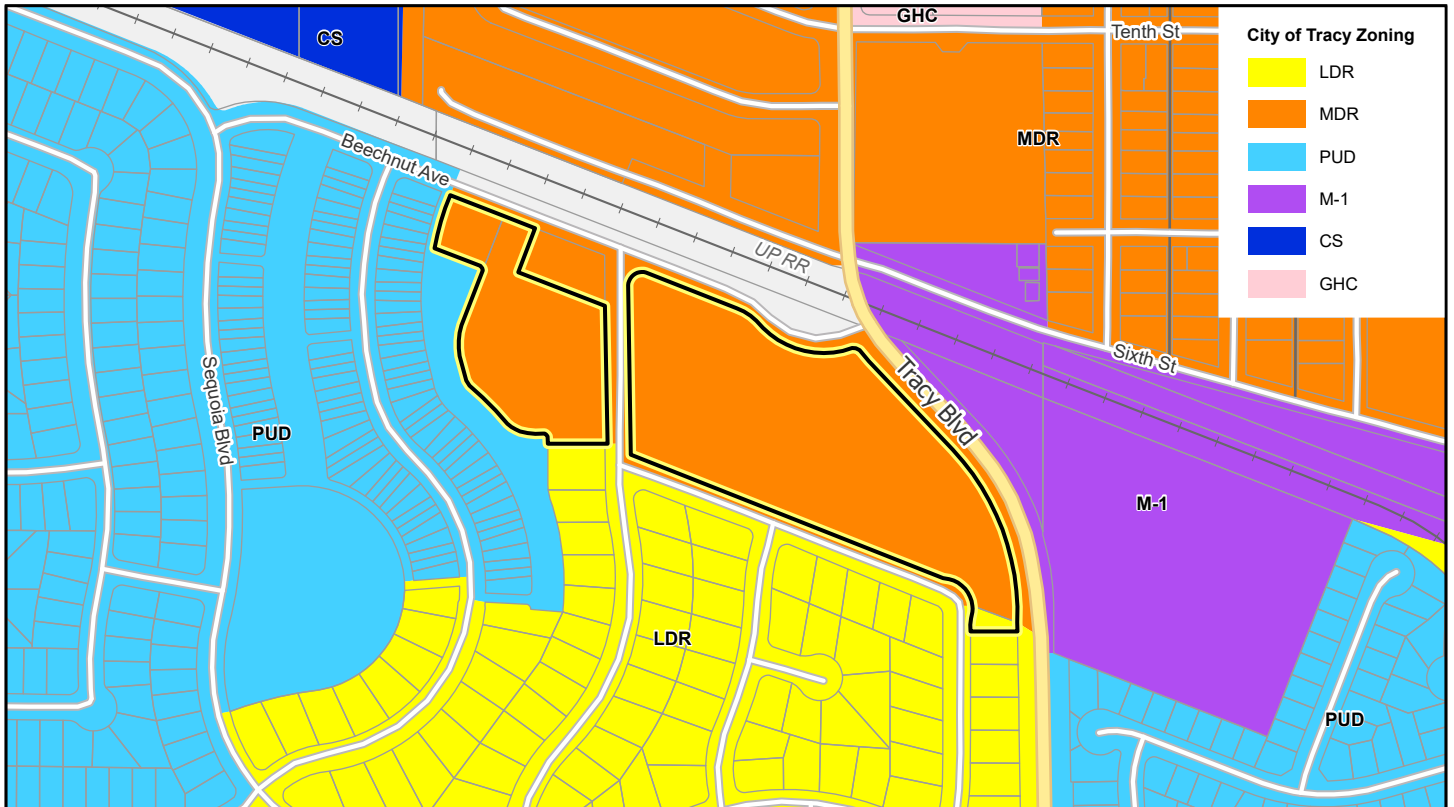 GHC
CS
Tenth St
City of Tracy Zoning
LDR
MDR
PUD
M-1
CS
GHC
MDR
Beechnut Ave
UP RR
Sixth St
Tracy Blvd
Sequoia Blvd
PUD
M-1
LDR
PUD